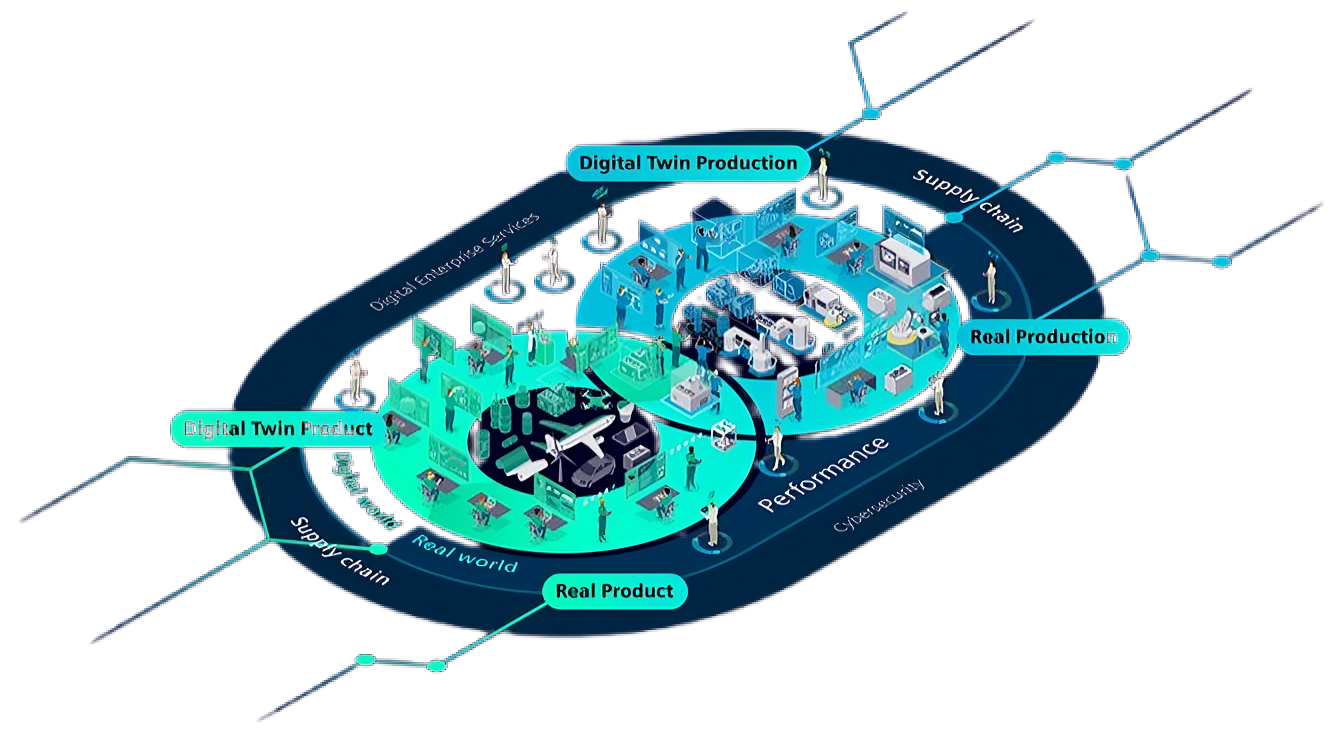 Digital Twin Production
Supply chain
Digital Enterprise Services
Real Production
Digital Twin Product
Digital world
Performance
Cybersecurity
Supply chain
Real world
Real Product